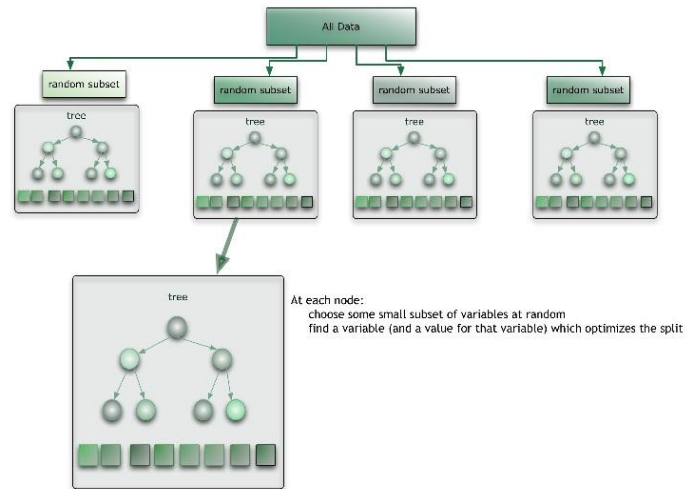 All Data
random subset
random subset
random subset
random subset
tree
tree
tree
tree
tree
At each node:
choose some small subset of variables at random
find a variable (and a value for that variable) which optimizes the split